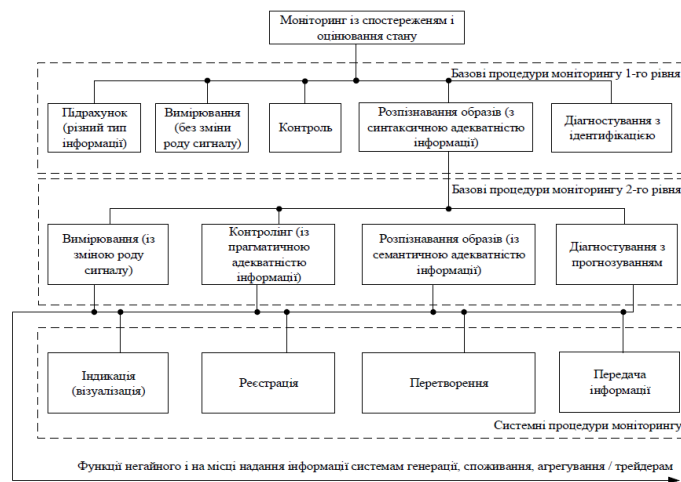 Моніторинг із спостереженям і
оцінювання стану
Базові процедури моніторингу 1-го рівня
Підрахунок
(різний тип
інформації)
Вимірювання
(без зміни
роду сигналу)
Контроль
Розпізнавання образів (з
синтаксичною адекватністю
інформації)
Діагностування з
ідентифікацією
Базові процедури моніторингу 2-го рівня
Вимірювання (із
зміною роду
сигналу)
Контролінг (із
прагматичною
адекватністю
інформації)
Розпізнавання образів (із
семантичною адекватністю
інформації)
Діагностування з
прогнозуванням
Індикація
(візуалізація)
Реєстрація
Перетворення
Передача
інформації
Системні процедури моніторингу
Функції негайного і на місці надання інформації системам генерації, споживання, агрегування / трейдерам